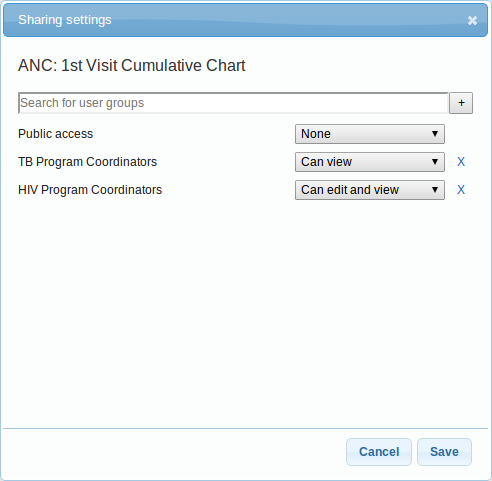 Sharing settings
ANC: 1st Visit Cumulative Chart
Search for user groups +
Public access None
TB Program Coordinators Can view X
HIV Program Coordinators Can edit and view X
Cancel Save